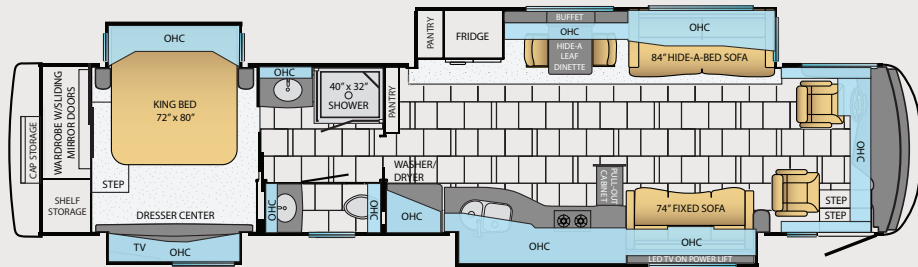 CAP STORAGE
WARDROBE W/SLIDING
MIRROR DOORS
SHELF
STORAGE
OHC
KING BED
72" x 80"
STEP
DRESSER CENTER
TV
OHC
OHC
40" x 32"
SHOWER
PANTRY
OHC
OHC
WASHER/
DRYER
OHC
PANTRY
FRIDGE
BUFFET
OHC
HIDE-A
LEAF
DINETTE
OHC
84" HIDE-A-BED SOFA
PULL-OUT
CABINET
74" FIXED SOFA
OHC
OHC
LED TV ON POWER LIFT
OHC
STEP
STEP